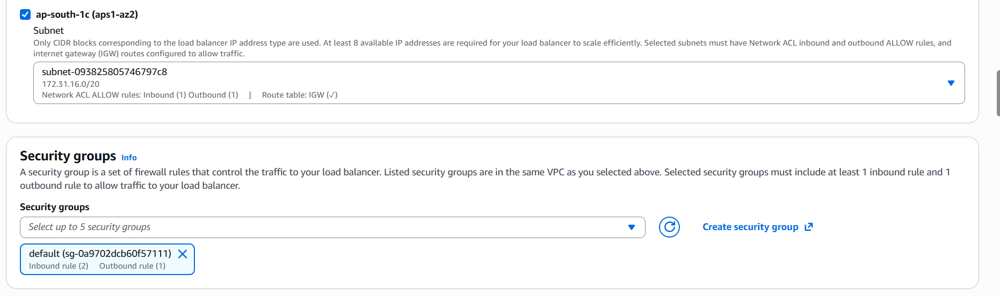 ap-south-1c (aps1-az2)
Subnet
Only CIDR blocks corresponding to the load balancer IP address type are used. At least 8 available IP addresses are required for your load balancer to scale efficiently. Selected subnets must have Network ACL inbound and outbound ALLOW rules, and
internet gateway (IGW) routes configured to allow traffic.
subnet-093825805746797c8
172.31.16.0/20
Network ACL ALLOW rules: Inbound (1) Outbound (1) | Route table: IGW (✓)
Security groups Info
A security group is a set of firewall rules that control the traffic to your load balancer. Listed security groups are in the same VPC as you selected above. Selected security groups must include at least 1 inbound rule and 1
outbound rule to allow traffic to your load balancer.
Security groups
Select up to 5 security groups
Create security group
default (sg-0a9702dcb60f57111)
Inbound rule (2) Outbound rule (1)